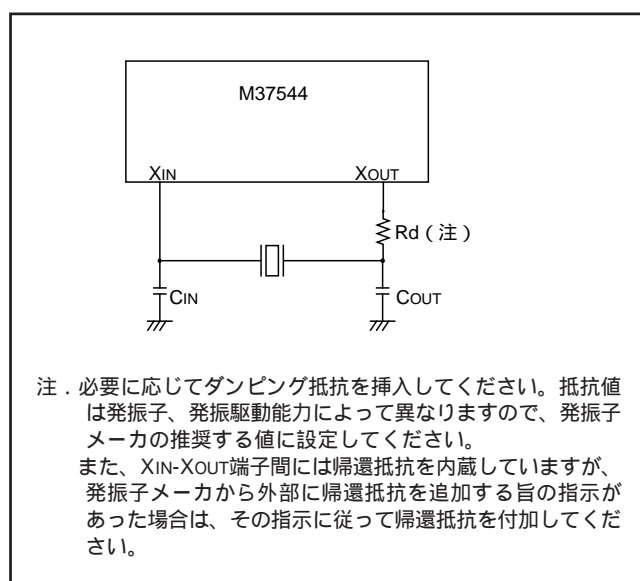 M37544
XIN
XOUT
Rd（注）
CIN
COUT
注．必要に応じてダンピング抵抗を挿入してください。抵抗値
は発振子、発振駆動能力によって異なりますので、発振子
メーカの推奨する値に設定してください。
また、XIN-XOUT端子間には帰還抵抗を内蔵していますが、
発振子メーカから外部に帰還抵抗を追加する旨の指示が
あった場合は、その指示に従って帰還抵抗を付加してくだ
さい。